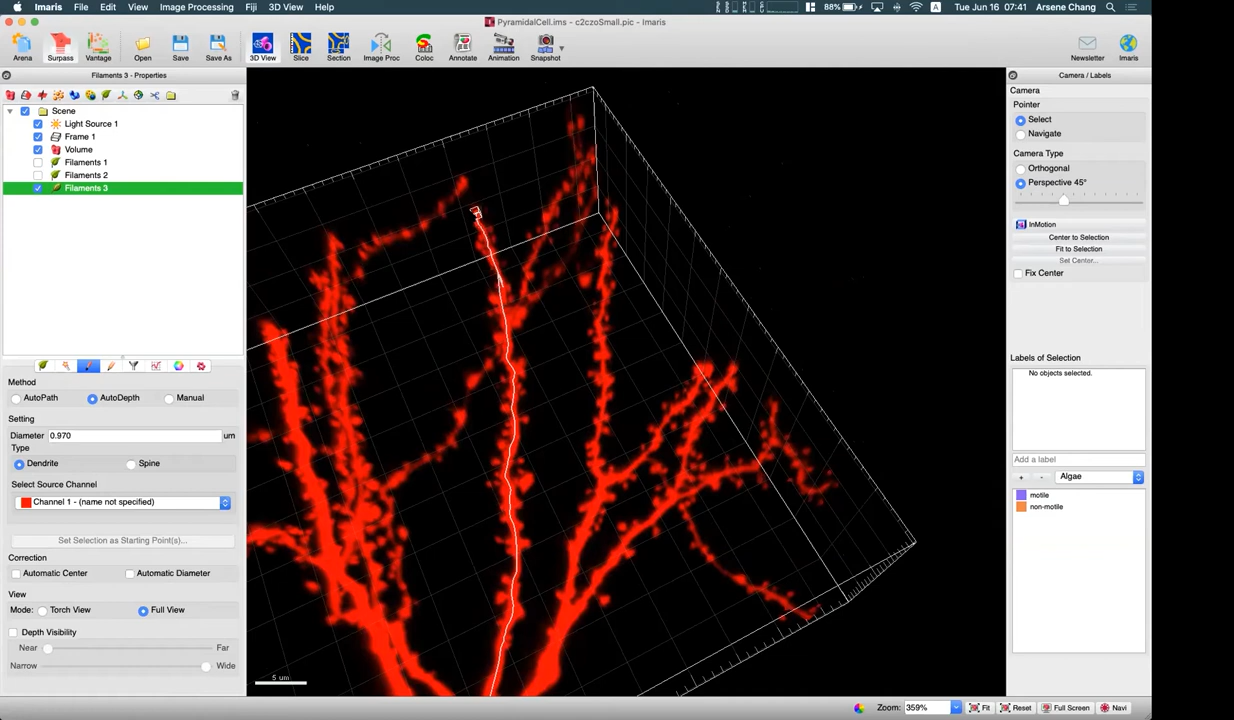 Imaris File Edit View Image Processing Fiji 3D View Help 88% A Tue Jun 16 07:41 Arsene Chang
PyramidalCell.ims - c2czoSmall.pic - Imaris
Arena Surpass Vantage Open Save Save As 3D View Slice Section Image Proc Coloc Annotate Animation Snapshot Newsletter Imaris
Filaments 3 - Properties
Scene
Light Source 1
Frame 1
Volume
Filaments 1
Filaments 2
Filaments 3
Method
AutoPath AutoDepth Manual
Setting
Diameter 0.970 um
Type
Dendrite Spine
Select Source Channel
Channel 1 - (name not specified)
Set Selection as Starting Point(s)...
Correction
Automatic Center Automatic Diameter
View
Mode: Torch View Full View
Depth Visibility
Near Far
Narrow Wide
5 um
Camera / Labels
Camera
Pointer
Select
Navigate
Camera Type
Orthogonal
Perspective 45°
InMotion
Center to Selection
Fit to Selection
Set Center...
Fix Center
Labels of Selection
No objects selected.
Add a label
+ - Algae
motile
non-motile
Zoom: 359% Fit Reset Full Screen Navi